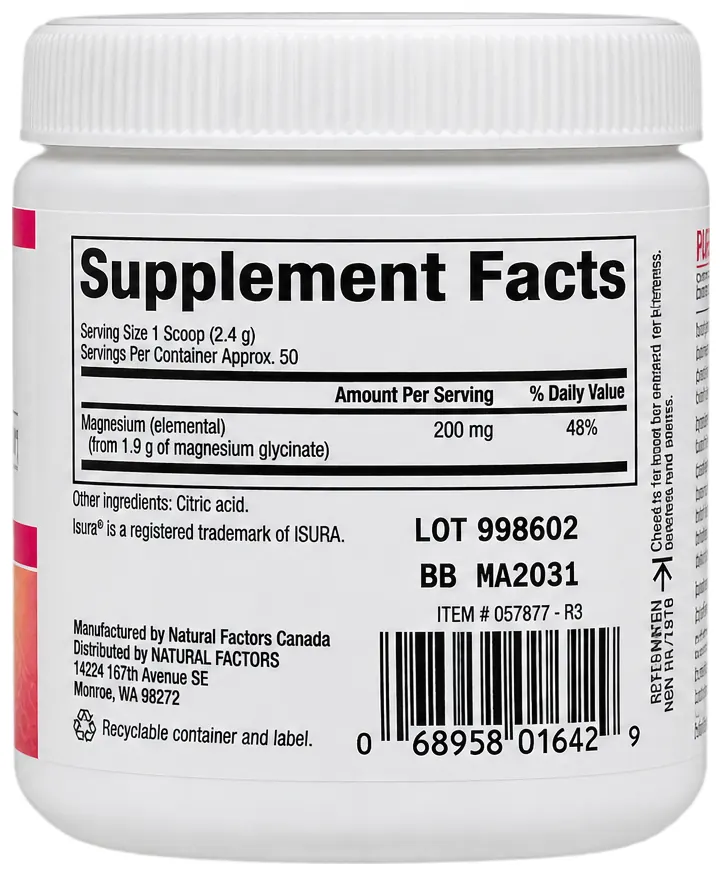 Supplement Facts
Serving Size 1 Scoop (2.4 g)
Servings Per Container Approx. 50
Amount Per Serving % Daily Value
Magnesium (elemental) 200 mg 48%
(from 1.9 g of magnesium glycinate)
Other ingredients: Citric acid.
Isura® is a registered trademark of ISURA.
LOT 998602
BB MA2031
ITEM # 057877 - R3
Manufactured by Natural Factors Canada
Distributed by NATURAL FACTORS
14224 167th Avenue SE
Monroe, WA 98272
Recyclable container and label.
0 68958 01642 9